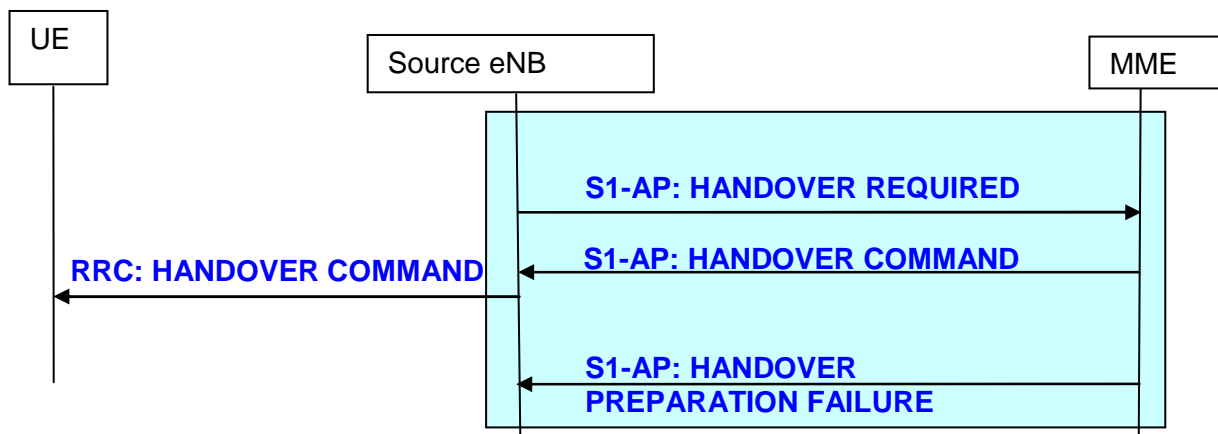 UE
Source eNB
MME
S1-AP: HANDOVER REQUIRED
S1-AP: HANDOVER COMMAND
RRC: HANDOVER COMMAND
S1-AP: HANDOVER
PREPARATION FAILURE